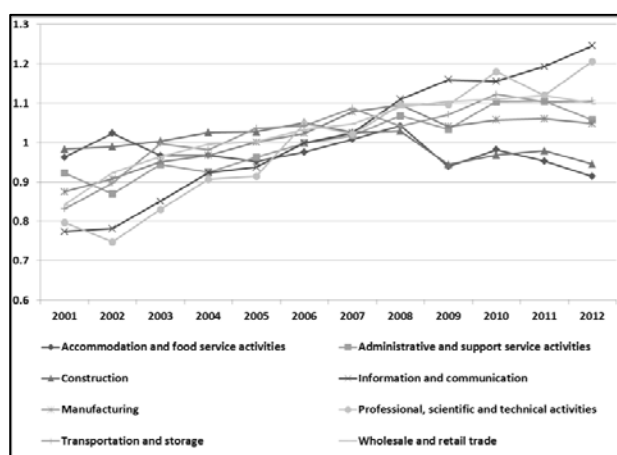 1.3
1.2
1.1
1
0.9
0.8
0.7
0.6
2001 2002 2003 2004 2005 2006 2007 2008 2009 2010 2011 2012
Accommodation and food service activities Administrative and support service activities
Construction Information and communication
Manufacturing Professional, scientific and technical activities
Transportation and storage Wholesale and retail trade